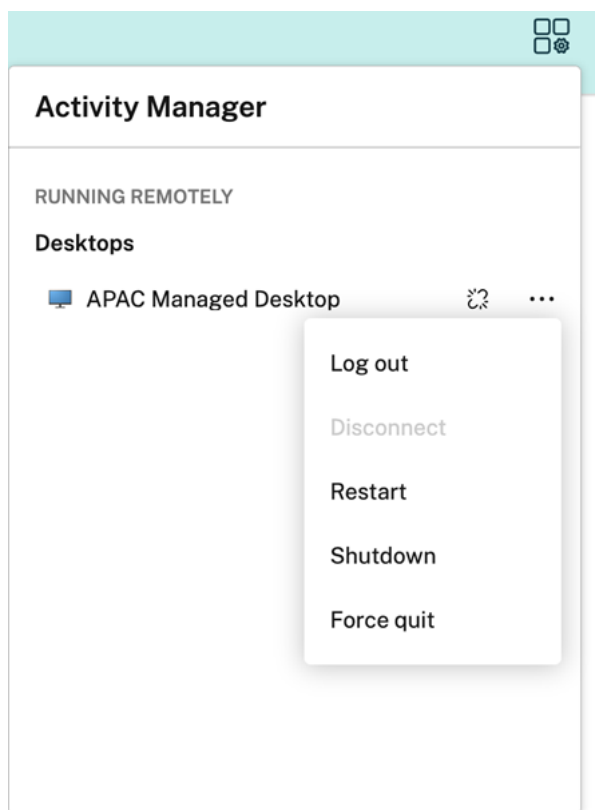 Activity Manager
RUNNING REMOTELY
Desktops
APAC Managed Desktop
Log out
Disconnect
Restart
Shutdown
Force quit